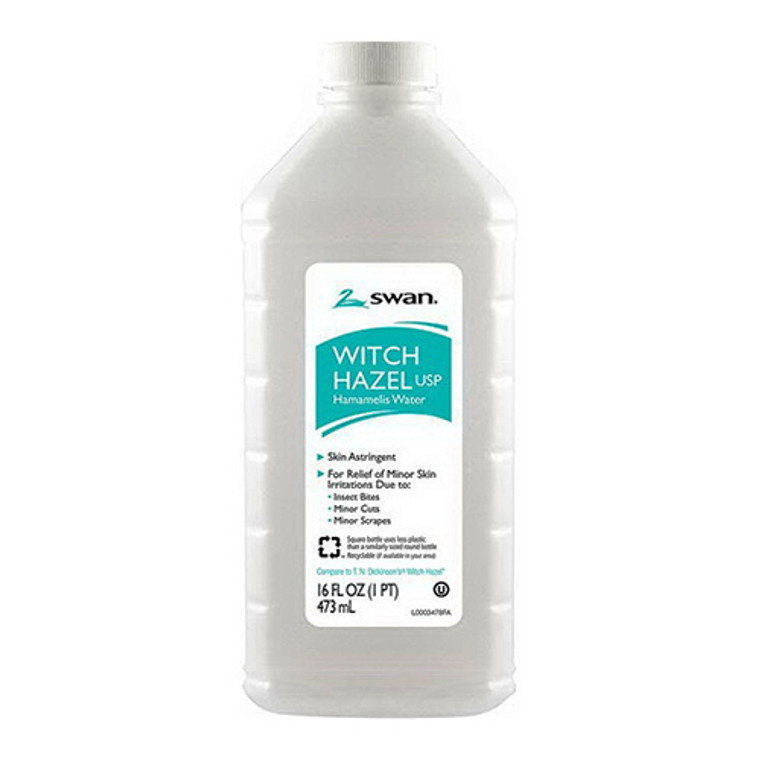 swan.
WITCH
HAZEL USP
Hamamelis Water
▶ Skin Astringent
▶ For Relief of Minor Skin
Irritations Due to:
• Insect Bites
• Minor Cuts
• Minor Scrapes
Square bottle uses less plastic
than a similarly sized round bottle
Recyclable (if available in your area)
Compare to T. N. Dickinson's® Witch Hazel*
16 FL OZ (1 PT)
473 mL
U
L0003478FA